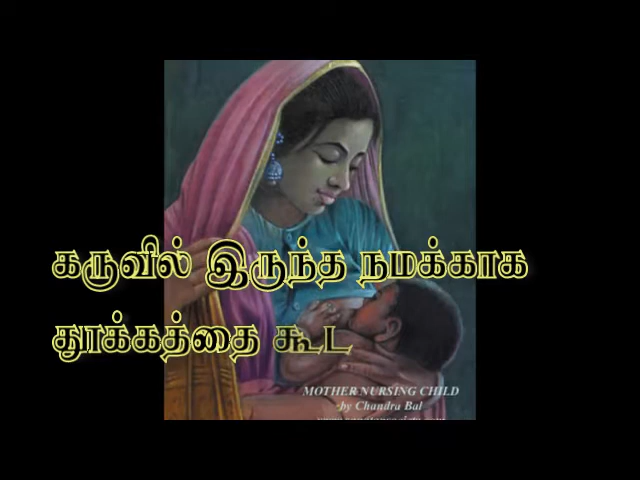 கருவில் இருந்த நமக்காக
தூக்கத்தை கூட
MOTHER NURSING CHILD
-by Chandra Bal